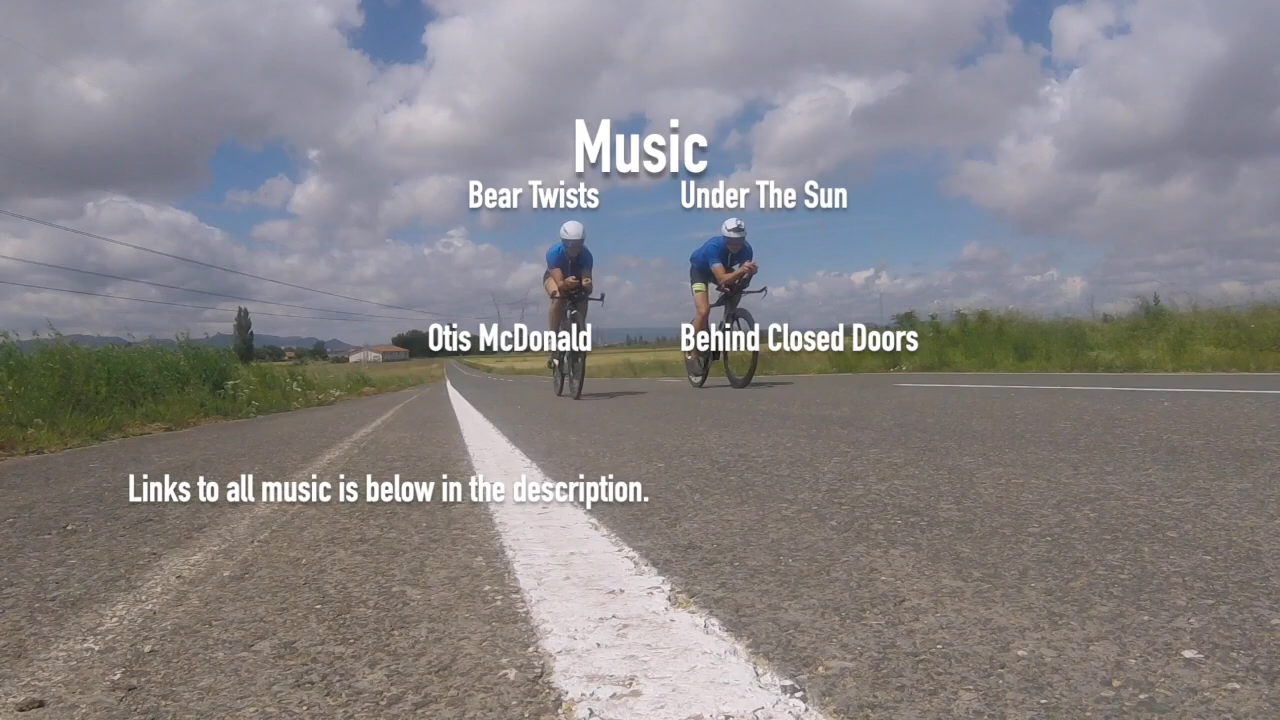 Music
Bear Twists Under The Sun
Otis McDonald Behind Closed Doors
Links to all music is below in the description.